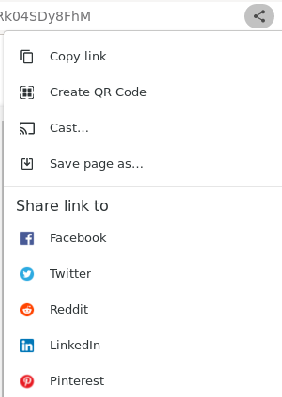 Rk04SDy8FhM
Copy link
Create QR Code
Cast...
Save page as...
Share link to
Facebook
Twitter
Reddit
LinkedIn
Pinterest